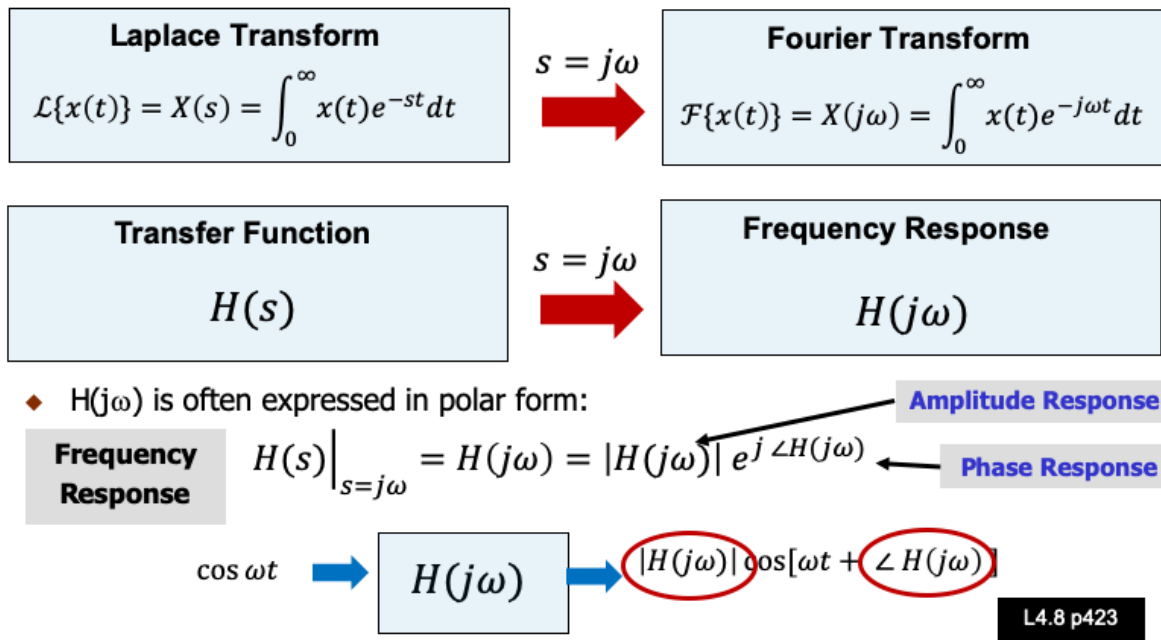 Laplace Transform
ℒ{x(t)} = X(s) = ∫₀^∞ x(t)e^{-st}dt
s = jω
Fourier Transform
ℱ{x(t)} = X(jω) = ∫₀^∞ x(t)e^{-jωt}dt
Transfer Function
H(s)
s = jω
Frequency Response
H(jω)
◆ H(jω) is often expressed in polar form:
Amplitude Response
Frequency
Response
H(s)|_{s=jω} = H(jω) = |H(jω)| e^{j ∠H(jω)}
Phase Response
cos ωt
H(jω)
|H(jω)| cos[ωt + ∠ H(jω)]
L4.8 p423